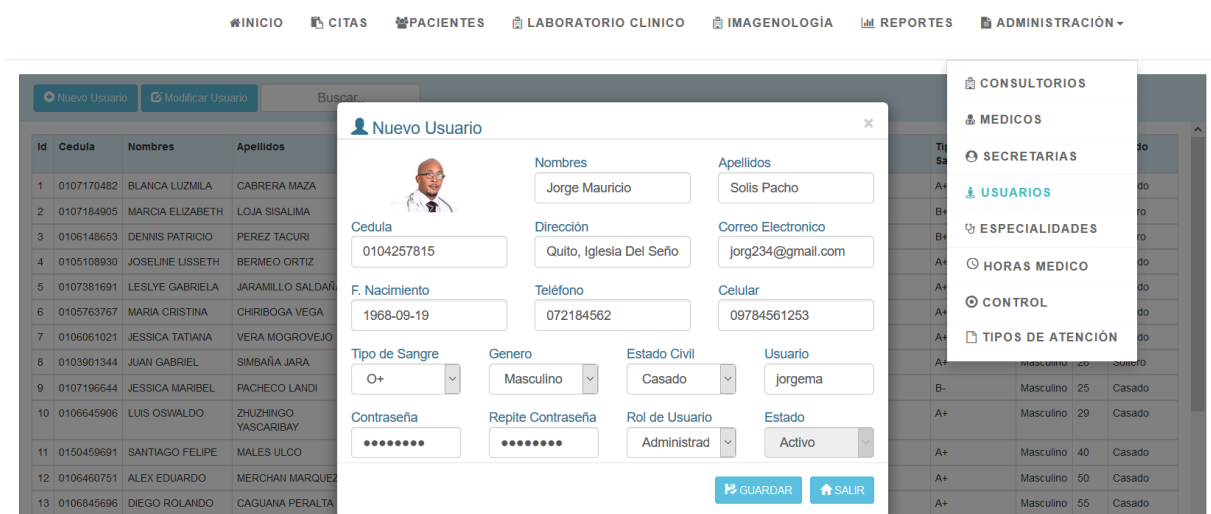 INICIO CITAS PACIENTES LABORATORIO CLINICO IMAGENOLOGÍA REPORTES ADMINISTRACIÓN
CONSULTORIOS
MEDICOS
SECRETARIAS
USUARIOS
ESPECIALIDADES
HORAS MEDICO
CONTROL
TIPOS DE ATENCIÓN
Nuevo Usuario Modificar Usuario Buscar..
Nuevo Usuario ×
Nombres Apellidos
Jorge Mauricio Solis Pacho
Cedula Dirección Correo Electronico
0104257815 Quito, Iglesia Del Seño jorg234@gmail.com
F. Nacimiento Teléfono Celular
1968-09-19 072184562 09784561253
Tipo de Sangre Genero Estado Civil Usuario
O+ Masculino Casado jorgema
Contraseña Repite Contraseña Rol de Usuario Estado
•••••••• •••••••• Administrad Activo
GUARDAR SALIR
Id Cedula Nombres Apellidos
1 0107170482 BLANCA LUZMILA CABRERA MAZA A+
2 0107184905 MARCIA ELIZABETH LOJA SISALIMA B+
3 0106148653 DENNIS PATRICIO PEREZ TACURI B+
4 0105108930 JOSELINE LISSETH BERMEO ORTIZ A+
5 0107381691 LESLYE GABRIELA JARAMILLO SALDAÑ A+
6 0105763767 MARIA CRISTINA CHIRIBOGA VEGA A+
7 0106061021 JESSICA TATIANA VERA MOGROVEJO A+
8 0103901344 JUAN GABRIEL SIMBAÑA JARA A+ Masculino 26 Soltero
9 0107196644 JESSICA MARIBEL PACHECO LANDI B- Masculino 25 Casado
10 0106645906 LUIS OSWALDO ZHUZHINGO A+ Masculino 29 Casado
YASCARIBAY
11 0150459691 SANTIAGO FELIPE MALES ULCO A+ Masculino 40 Casado
12 0106460751 ALEX EDUARDO MERCHAN MARQUEZ A+ Masculino 50 Casado
13 0106845696 DIEGO ROLANDO CAGUANA PERALTA A+ Masculino 55 Casado